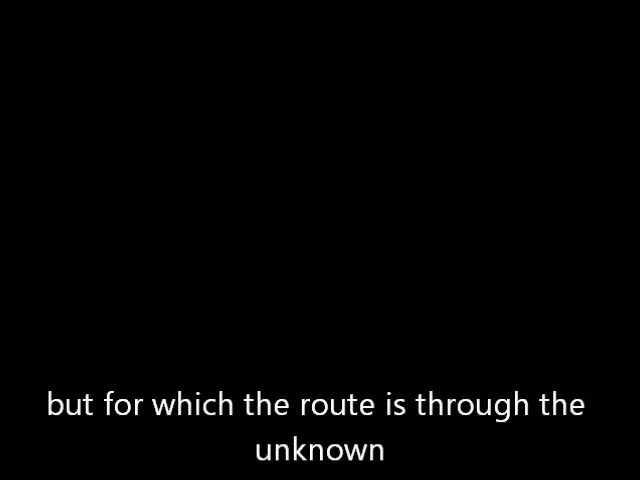 but for which the route is through the
unknown